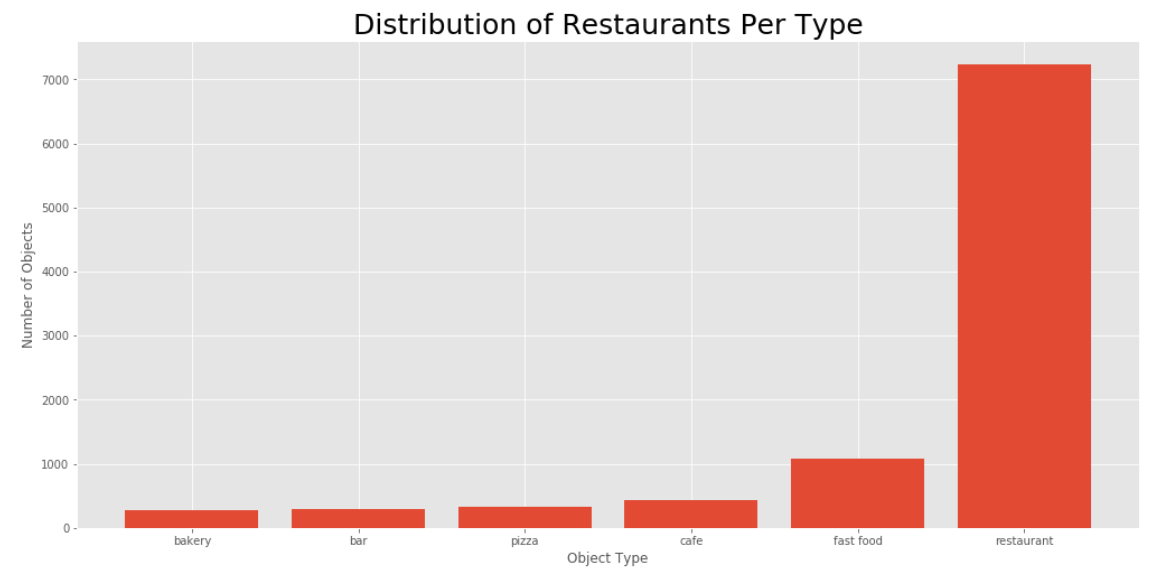 Distribution of Restaurants Per Type
Number of Objects
7000
6000
5000
4000
3000
2000
1000
0
bakery bar pizza cafe fast food restaurant
Object Type